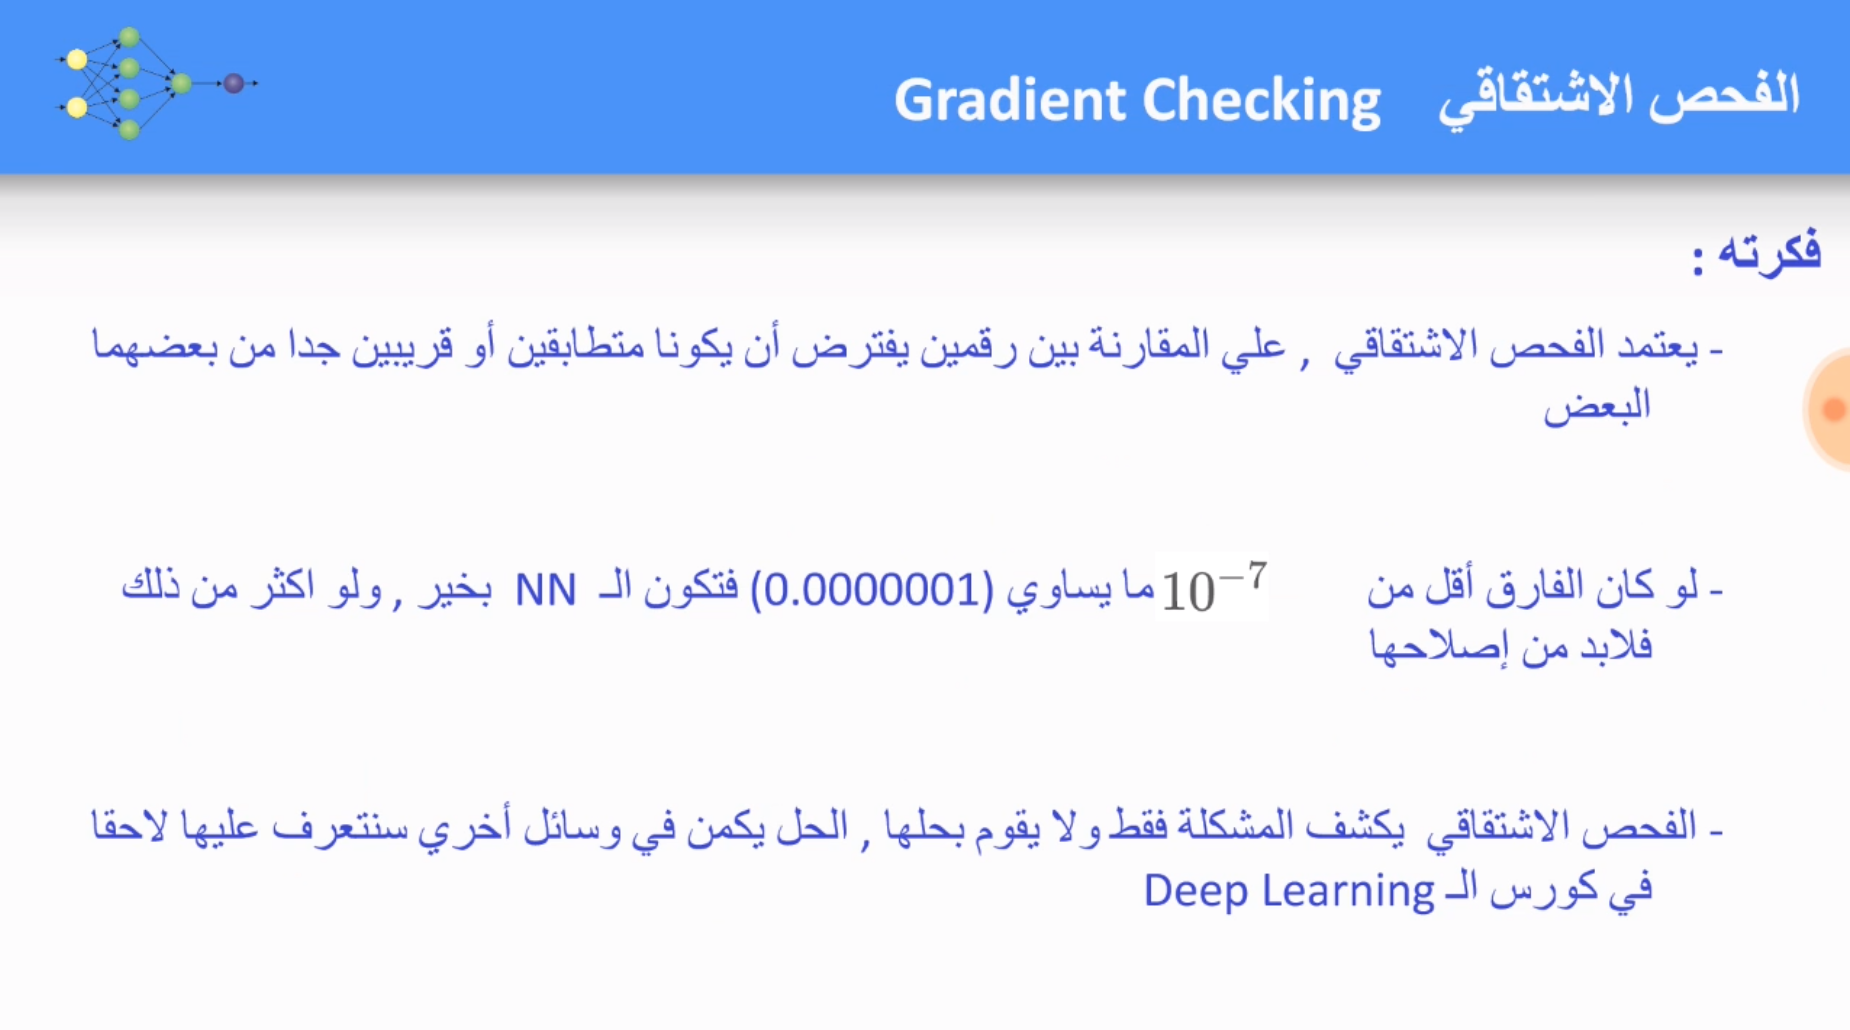 الفحص الاشتقاقي Gradient Checking
فكرته :
- يعتمد الفحص الاشتقاقي , علي المقارنة بين رقمين يفترض أن يكونا متطابقين أو قريبين جدا من بعضهما
البعض
- لو كان الفارق أقل من 10⁻⁷ ما يساوي (0.0000001) فتكون الـ NN بخير , ولو اكثر من ذلك
فلابد من إصلاحها
- الفحص الاشتقاقي يكشف المشكلة فقط ولا يقوم بحلها , الحل يكمن في وسائل أخري سنتعرف عليها لاحقا
في كورس الـ Deep Learning